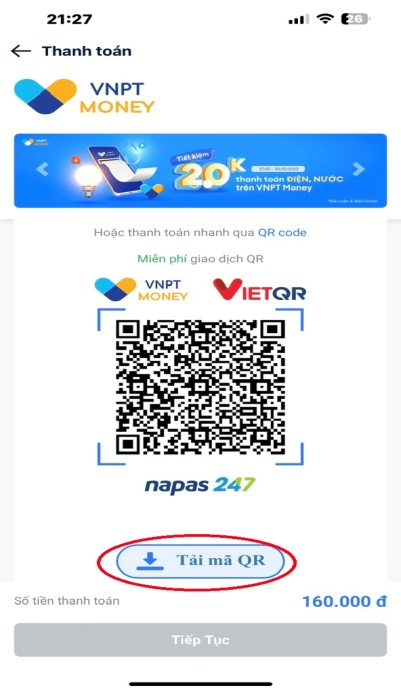 21:27
26
Thanh toán
VNPT
MONEY
VNPT
MONEY
Tiết kiệm
20K
thanh toán ĐIỆN, NƯỚC
trên VNPT Money
Hoặc thanh toán nhanh qua QR code
Miễn phí giao dịch QR
VNPT
MONEY
VIETQR
napas 247
Tải mã QR
Số tiền thanh toán
160.000 đ
Tiếp Tục